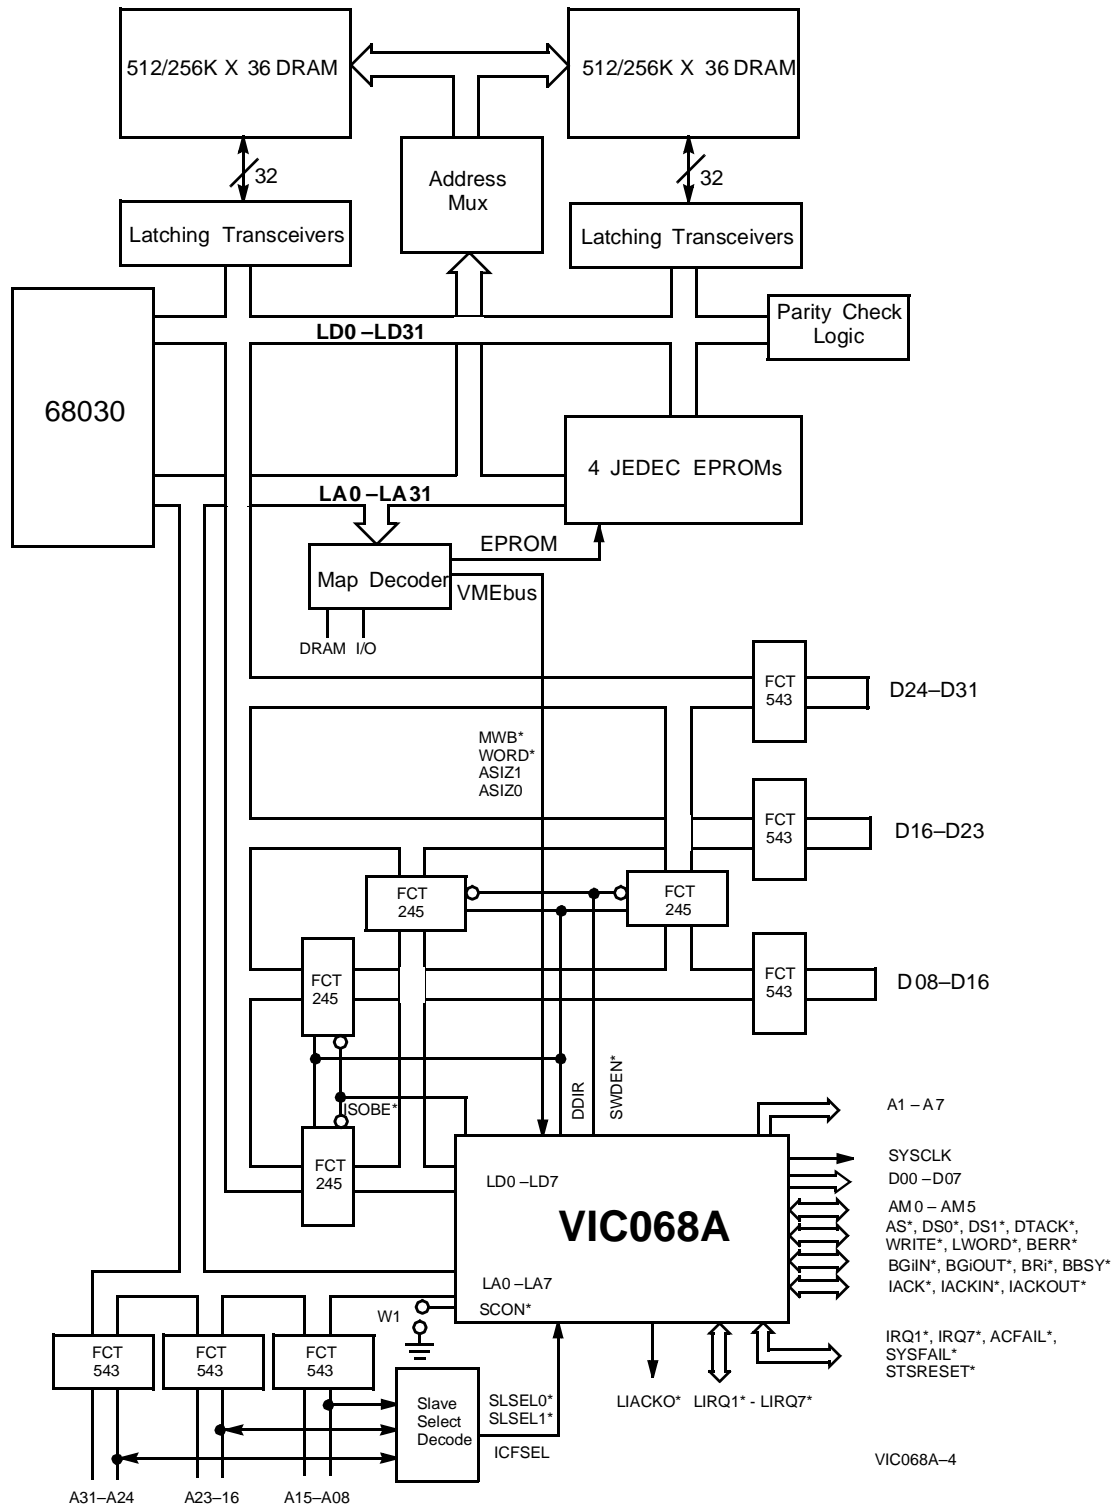 512/256K X 36 DRAM
512/256K X 36 DRAM
32
32
Address
Mux
Latching Transceivers
Latching Transceivers
Parity Check
Logic
LD0–LD31
68030
4 JEDEC EPROMs
LA0–LA31
EPROM
Map Decoder
VMEbus
DRAM I/O
FCT
543
D24–D31
MWB*
WORD*
ASIZ1
ASIZ0
FCT
543
D16–D23
FCT
245
FCT
245
FCT
245
FCT
543
D08–D16
DDIR
SWDEN*
ISOBE*
A1–A7
FCT
245
LD0–LD7
SYSCLK
D00–D07
VIC068A
AM0–AM5
AS*, DS0*, DS1*, DTACK*,
WRITE*, LWORD*, BERR*
BGiIN*, BGiOUT*, BRi*, BBSY*
IACK*, IACKIN*, IACKOUT*
LA0–LA7
SCON*
W1
FCT
543
FCT
543
FCT
543
IRQ1*, IRQ7*, ACFAIL*,
SYSFAIL*
STSRESET*
Slave
Select
Decode
SLSEL0*
SLSEL1*
ICFSEL
LIACKO*
LIRQ1* - LIRQ7*
VIC068A–4
A31–A24
A23–16
A15–A08